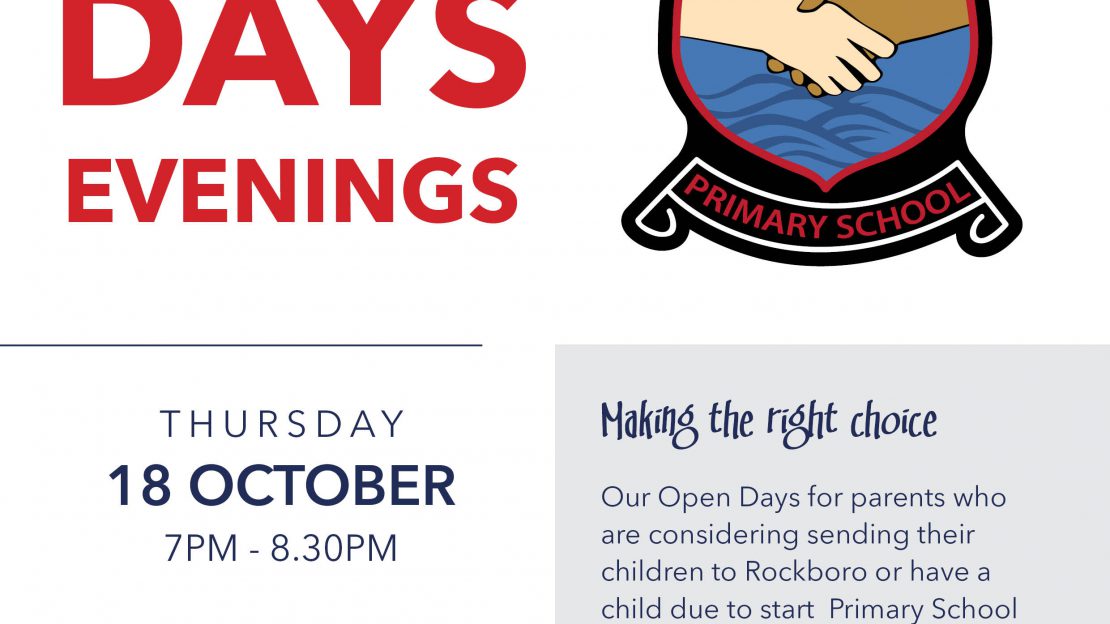 DAYS
EVENINGS
PRIMARY SCHOOL
THURSDAY
18 OCTOBER
7PM - 8.30PM
Making the right choice
Our Open Days for parents who
are considering sending their
children to Rockboro or have a
child due to start Primary School